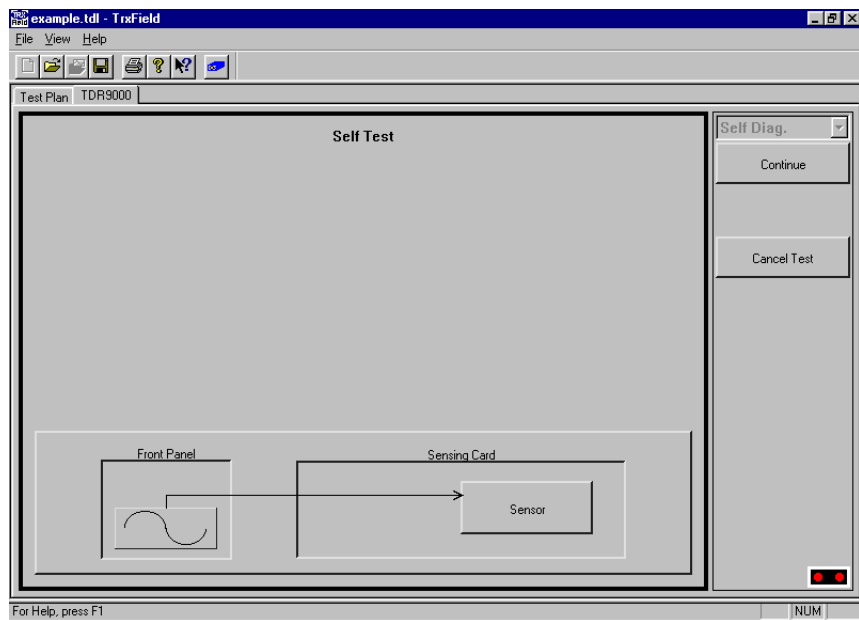 example.tdl - TrxField
File View Help
Test Plan TDR9000
Self Test
Self Diag.
Continue
Cancel Test
Front Panel
Sensing Card
Sensor
For Help, press F1
NUM